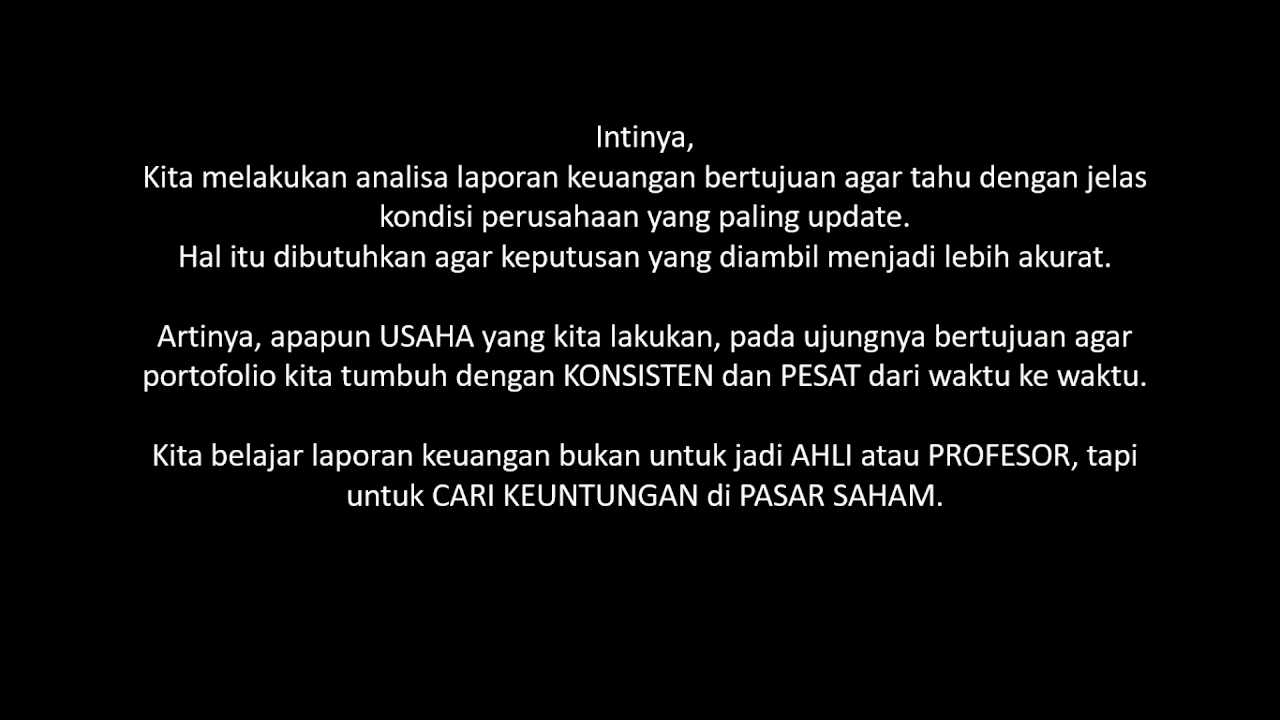 Intinya,
Kita melakukan analisa laporan keuangan bertujuan agar tahu dengan jelas
kondisi perusahaan yang paling update.
Hal itu dibutuhkan agar keputusan yang diambil menjadi lebih akurat.
Artinya, apapun USAHA yang kita lakukan, pada ujungnya bertujuan agar
portofolio kita tumbuh dengan KONSISTEN dan PESAT dari waktu ke waktu.
Kita belajar laporan keuangan bukan untuk jadi AHLI atau PROFESOR, tapi
untuk CARI KEUNTUNGAN di PASAR SAHAM.